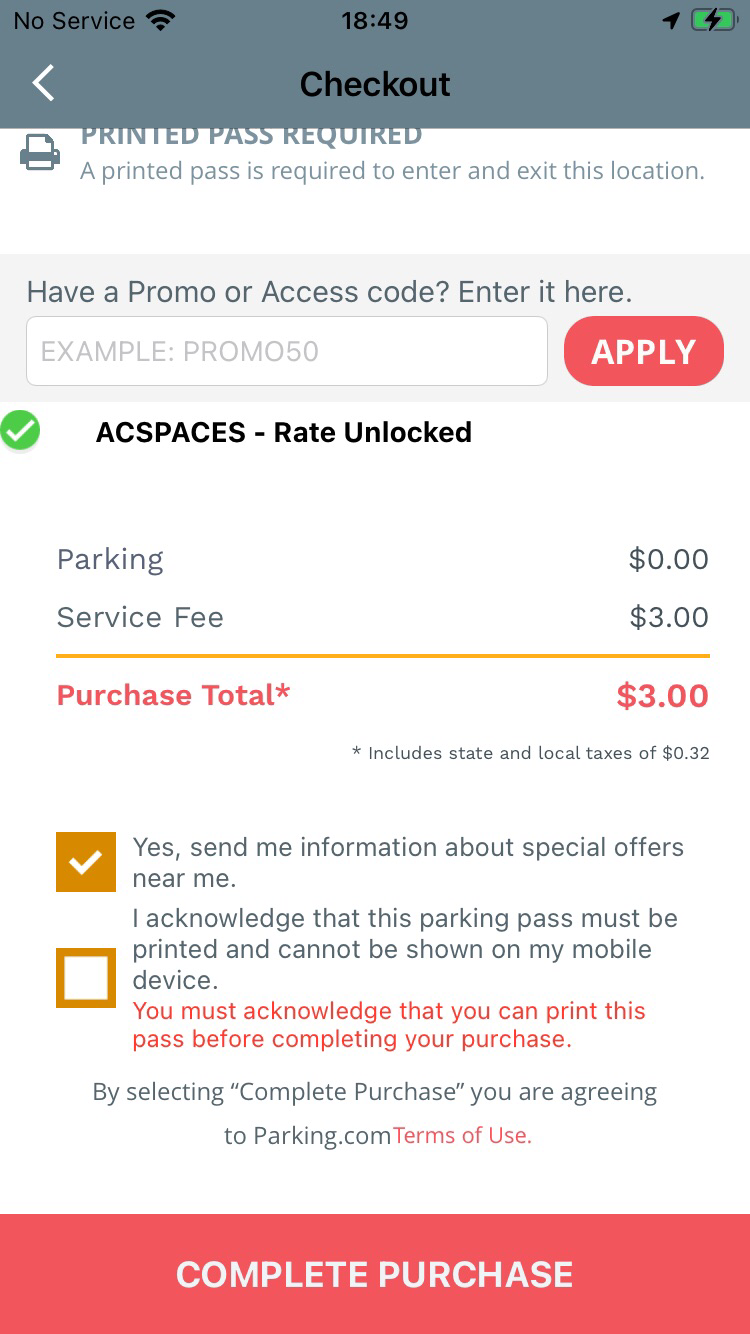 No Service
18:49
Checkout
PRINTED PASS REQUIRED
A printed pass is required to enter and exit this location.
Have a Promo or Access code? Enter it here.
EXAMPLE: PROMO50
APPLY
ACSPACES - Rate Unlocked
Parking $0.00
Service Fee $3.00
Purchase Total* $3.00
* Includes state and local taxes of $0.32
Yes, send me information about special offers
near me.
I acknowledge that this parking pass must be
printed and cannot be shown on my mobile
device.
You must acknowledge that you can print this
pass before completing your purchase.
By selecting “Complete Purchase” you are agreeing
to Parking.comTerms of Use.
COMPLETE PURCHASE